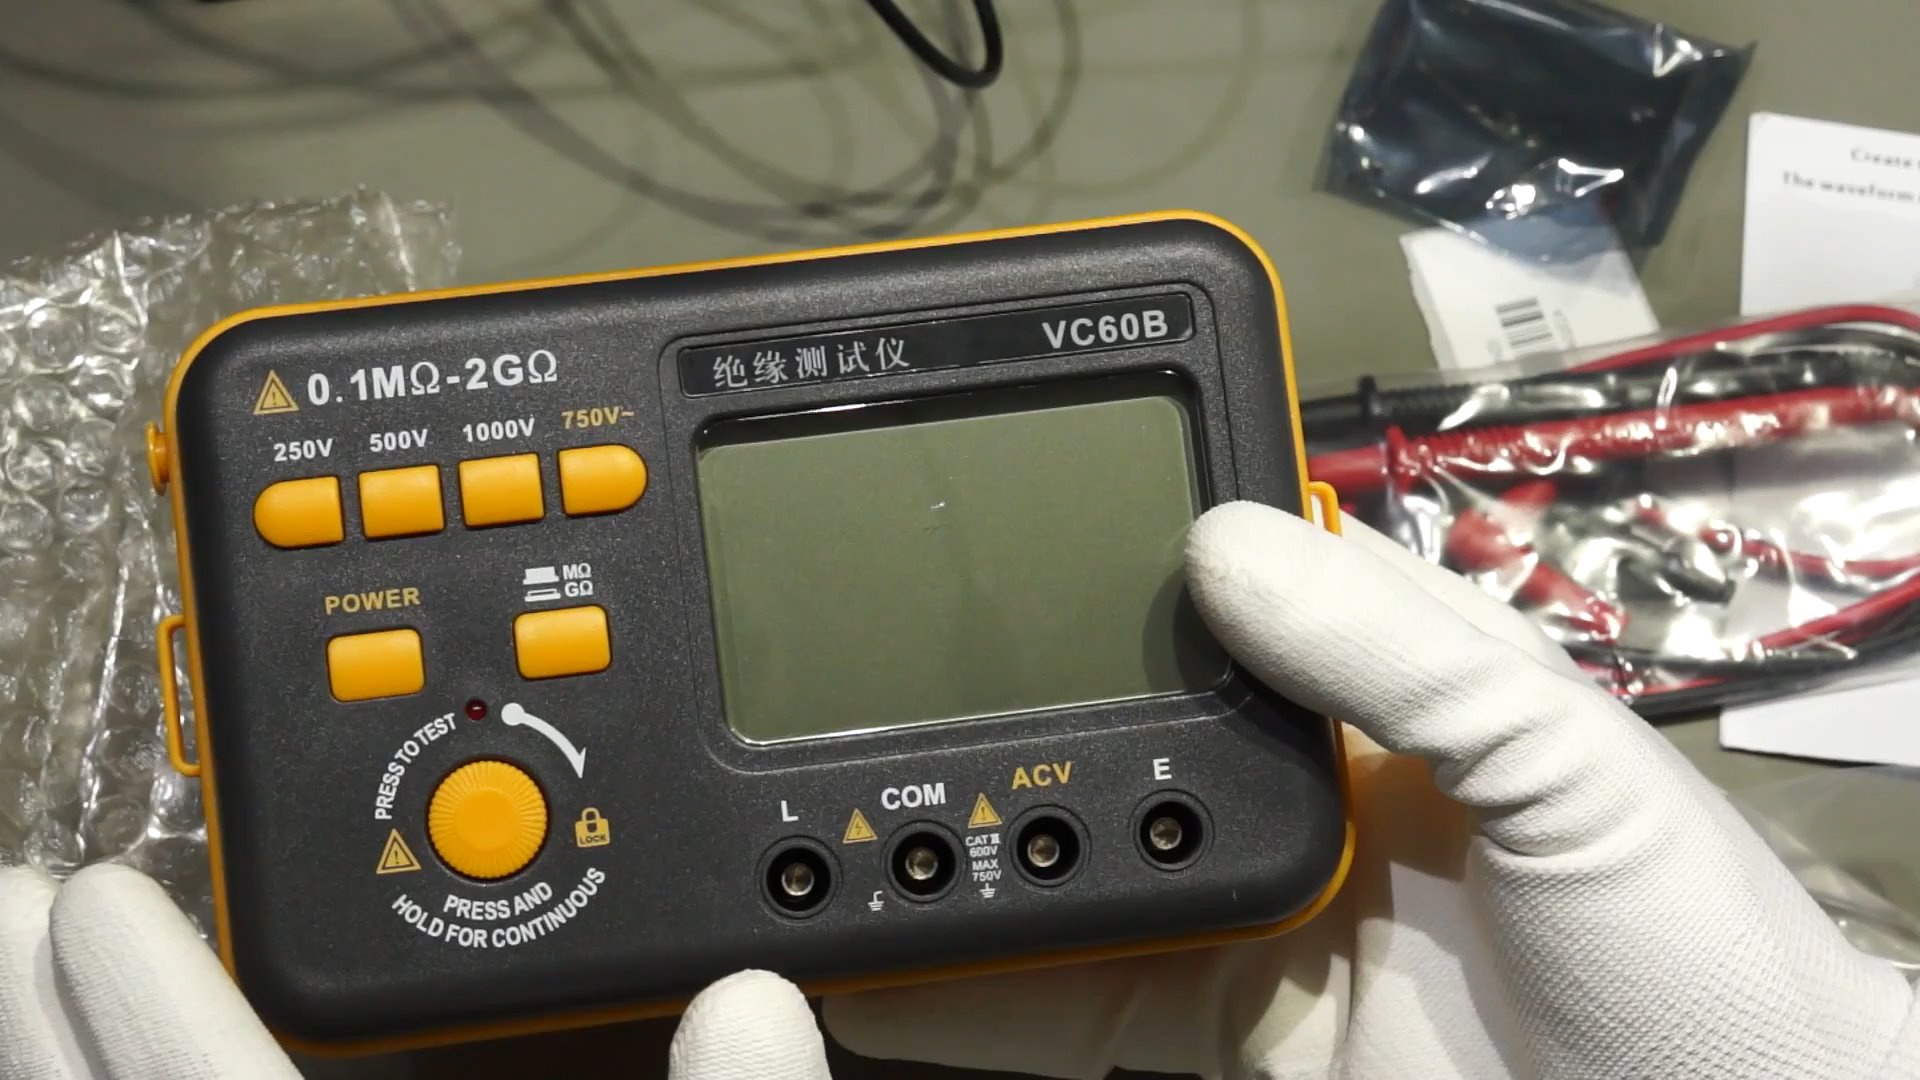 0.1MΩ-2GΩ
绝缘测试仪
VC60B
250V
500V
1000V
750V~
POWER
MΩ
GΩ
PRESS TO TEST
LOCK
PRESS AND
HOLD FOR CONTINUOUS
L
COM
ACV
E
CAT III
600V
MAX
750V
Create
The waveform